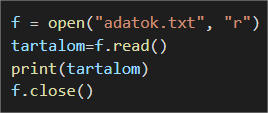 f = open("adatok.txt", "r")
tartalom=f.read()
print(tartalom)
f.close()